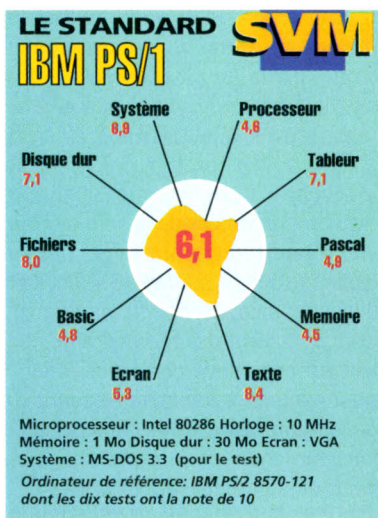 LE STANDARD
SVM
IBM PS/1
Système
8,9
Processeur
4,6
Disque dur
7,1
Tableur
7,1
Fichiers
8,0
6,1
Pascal
4,9
Basic
4,8
Memoire
4,5
Ecran
5,3
Texte
8,4
Microprocesseur : Intel 80286 Horloge : 10 MHz
Mémoire : 1 Mo Disque dur : 30 Mo Ecran : VGA
Système : MS-DOS 3.3 (pour le test)
Ordinateur de référence: IBM PS/2 8570-121
dont les dix tests ont la note de 10